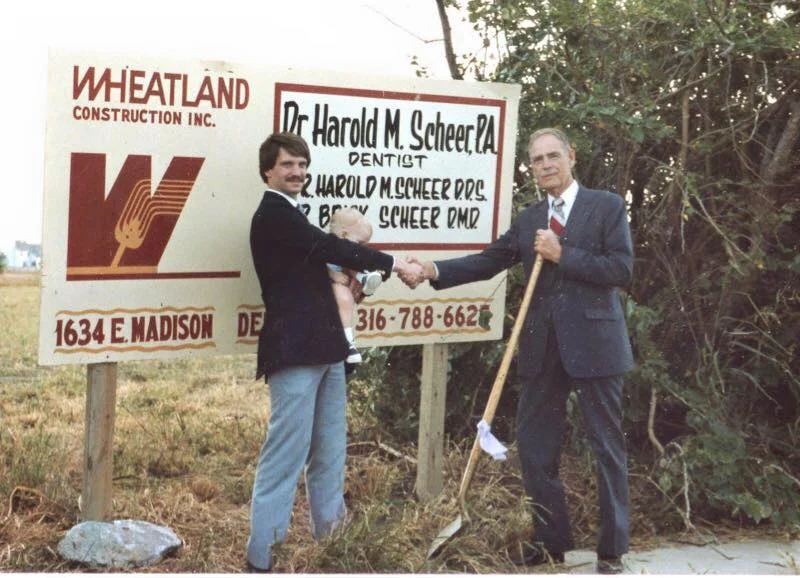 WHEATLAND
CONSTRUCTION INC.
Dr Harold M. Scheer, P.A.
DENTIST
DR. HAROLD M. SCHEER D.D.S.
SCHEER D.M.D.
1634 E. MADISON
316-788-662